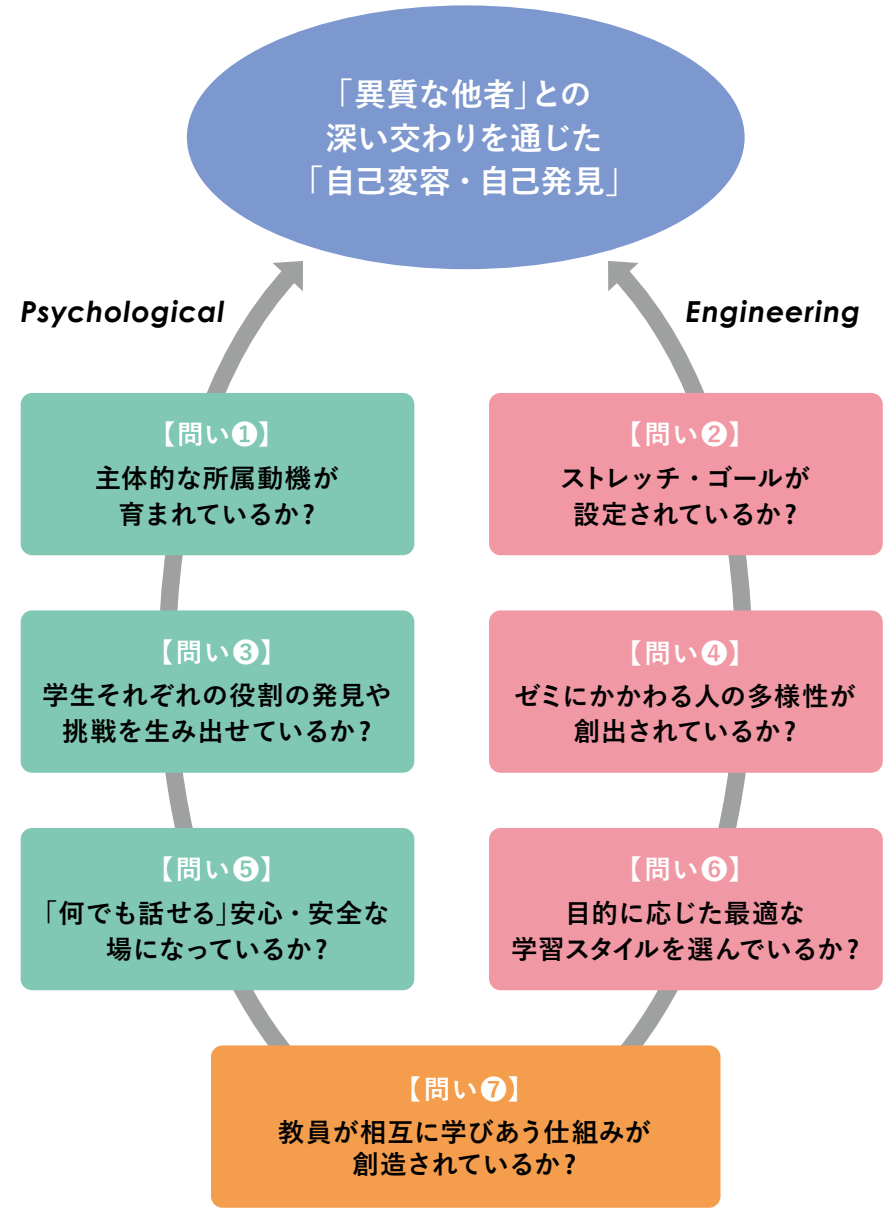 「異質な他者」との
深い交わりを通じた
「自己変容・自己発見」
Psychological
Engineering
【問い❶】
主体的な所属動機が
育まれているか?
【問い❷】
ストレッチ・ゴールが
設定されているか?
【問い❸】
学生それぞれの役割の発見や
挑戦を生み出せているか?
【問い❹】
ゼミにかかわる人の多様性が
創出されているか?
【問い❺】
「何でも話せる」安心・安全な
場になっているか?
【問い❻】
目的に応じた最適な
学習スタイルを選んでいるか?
【問い❼】
教員が相互に学びあう仕組みが
創造されているか?